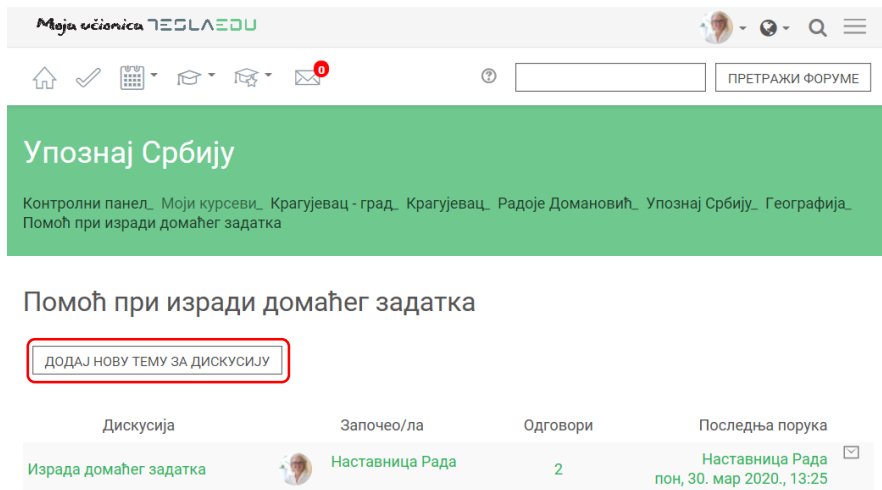 Moja učionica TESLAEDU
0
ПРЕТРАЖИ ФОРУМЕ
Упознај Србију
Контролни панел_ Моји курсеви_ Крагујевац - град_ Крагујевац_ Радоје Домановић_ Упознај Србију_ Географија_
Помоћ при изради домаћег задатка
Помоћ при изради домаћег задатка
ДОДАЈ НОВУ ТЕМУ ЗА ДИСКУСИЈУ
Дискусија Започео/ла Одговори Последња порука
Израда домаћег задатка Наставница Рада 2 Наставница Рада
пон, 30. мар 2020., 13:25